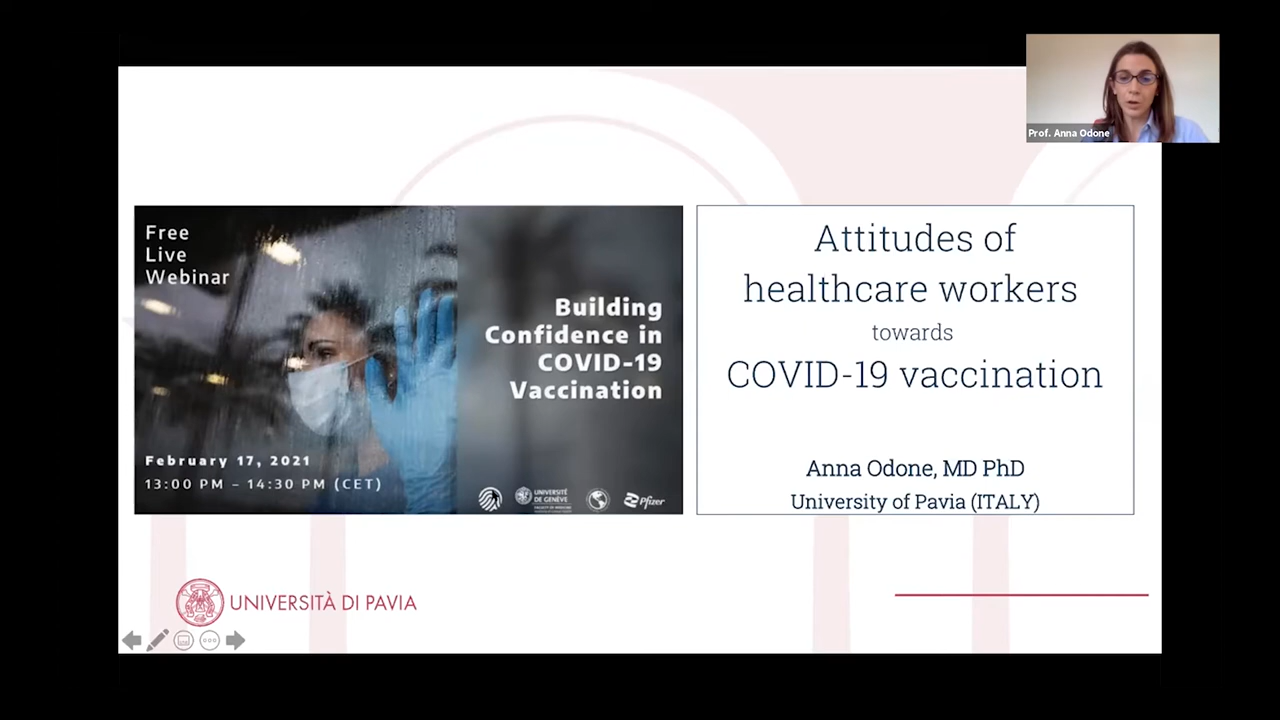 Prof. Anna Odone
Free
Live
Webinar
Building
Confidence in
COVID-19
Vaccination
February 17, 2021
13:00 PM – 14:30 PM (CET)
UNIVERSITÉ
DE GENÈVE
Pfizer
Attitudes of
healthcare workers
towards
COVID-19 vaccination
Anna Odone, MD PhD
University of Pavia (ITALY)
UNIVERSITÀ DI PAVIA